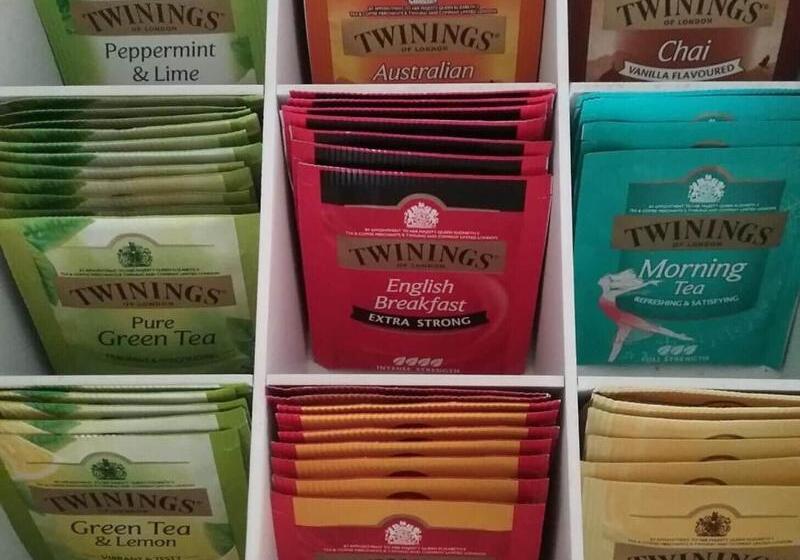 TWININGS
OF LONDON
Peppermint
& Lime
TWININGS
OF LONDON
Australian
TWININGS
OF LONDON
Chai
VANILLA FLAVOURED
TWININGS
OF LONDON
Pure
Green Tea
TWININGS
OF LONDON
English
Breakfast
EXTRA STRONG
INTENSE STRENGTH
TWININGS
OF LONDON
Morning
Tea
REFRESHING & SATISFYING
FULL STRENGTH
TWININGS
Green Tea
& Lemon
VIBRANT & ZESTY
TWININGS